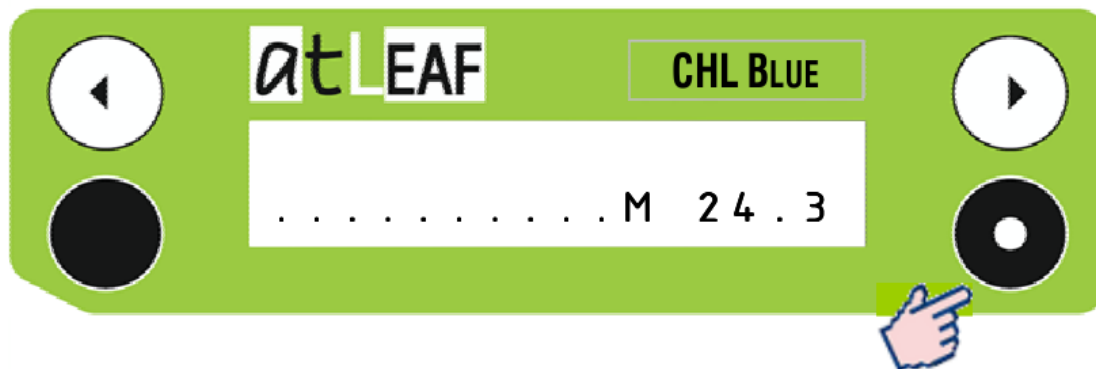 atLEAF
CHL BLUE
. . . . . . . . . . M 24.3